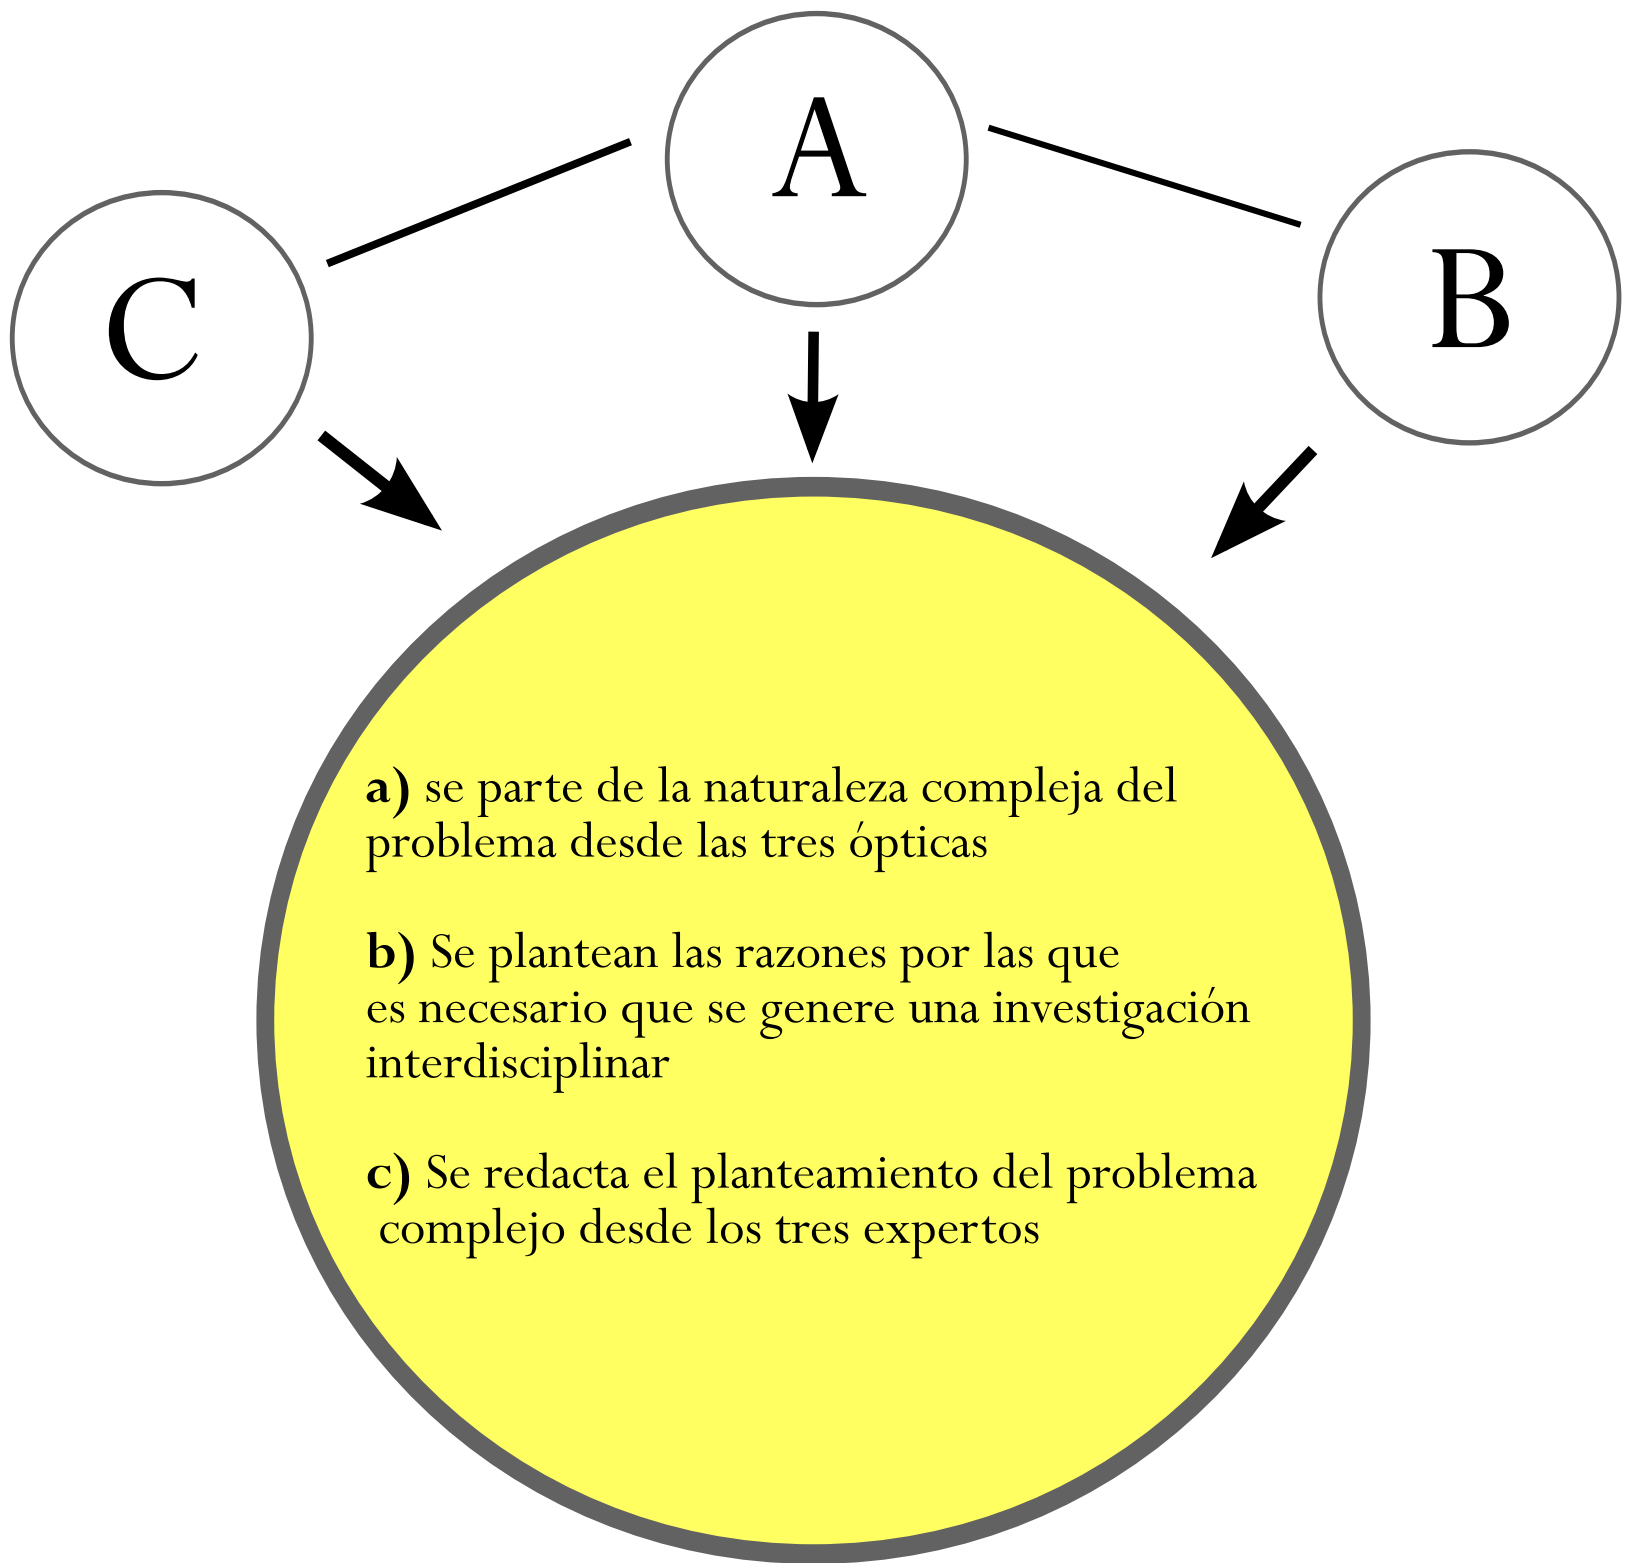 A
B
C
a) se parte de la naturaleza compleja del
problema desde las tres ópticas
b) Se plantean las razones por las que
es necesario que se genere una investigación
interdisciplinar
c) Se redacta el planteamiento del problema
complejo desde los tres expertos